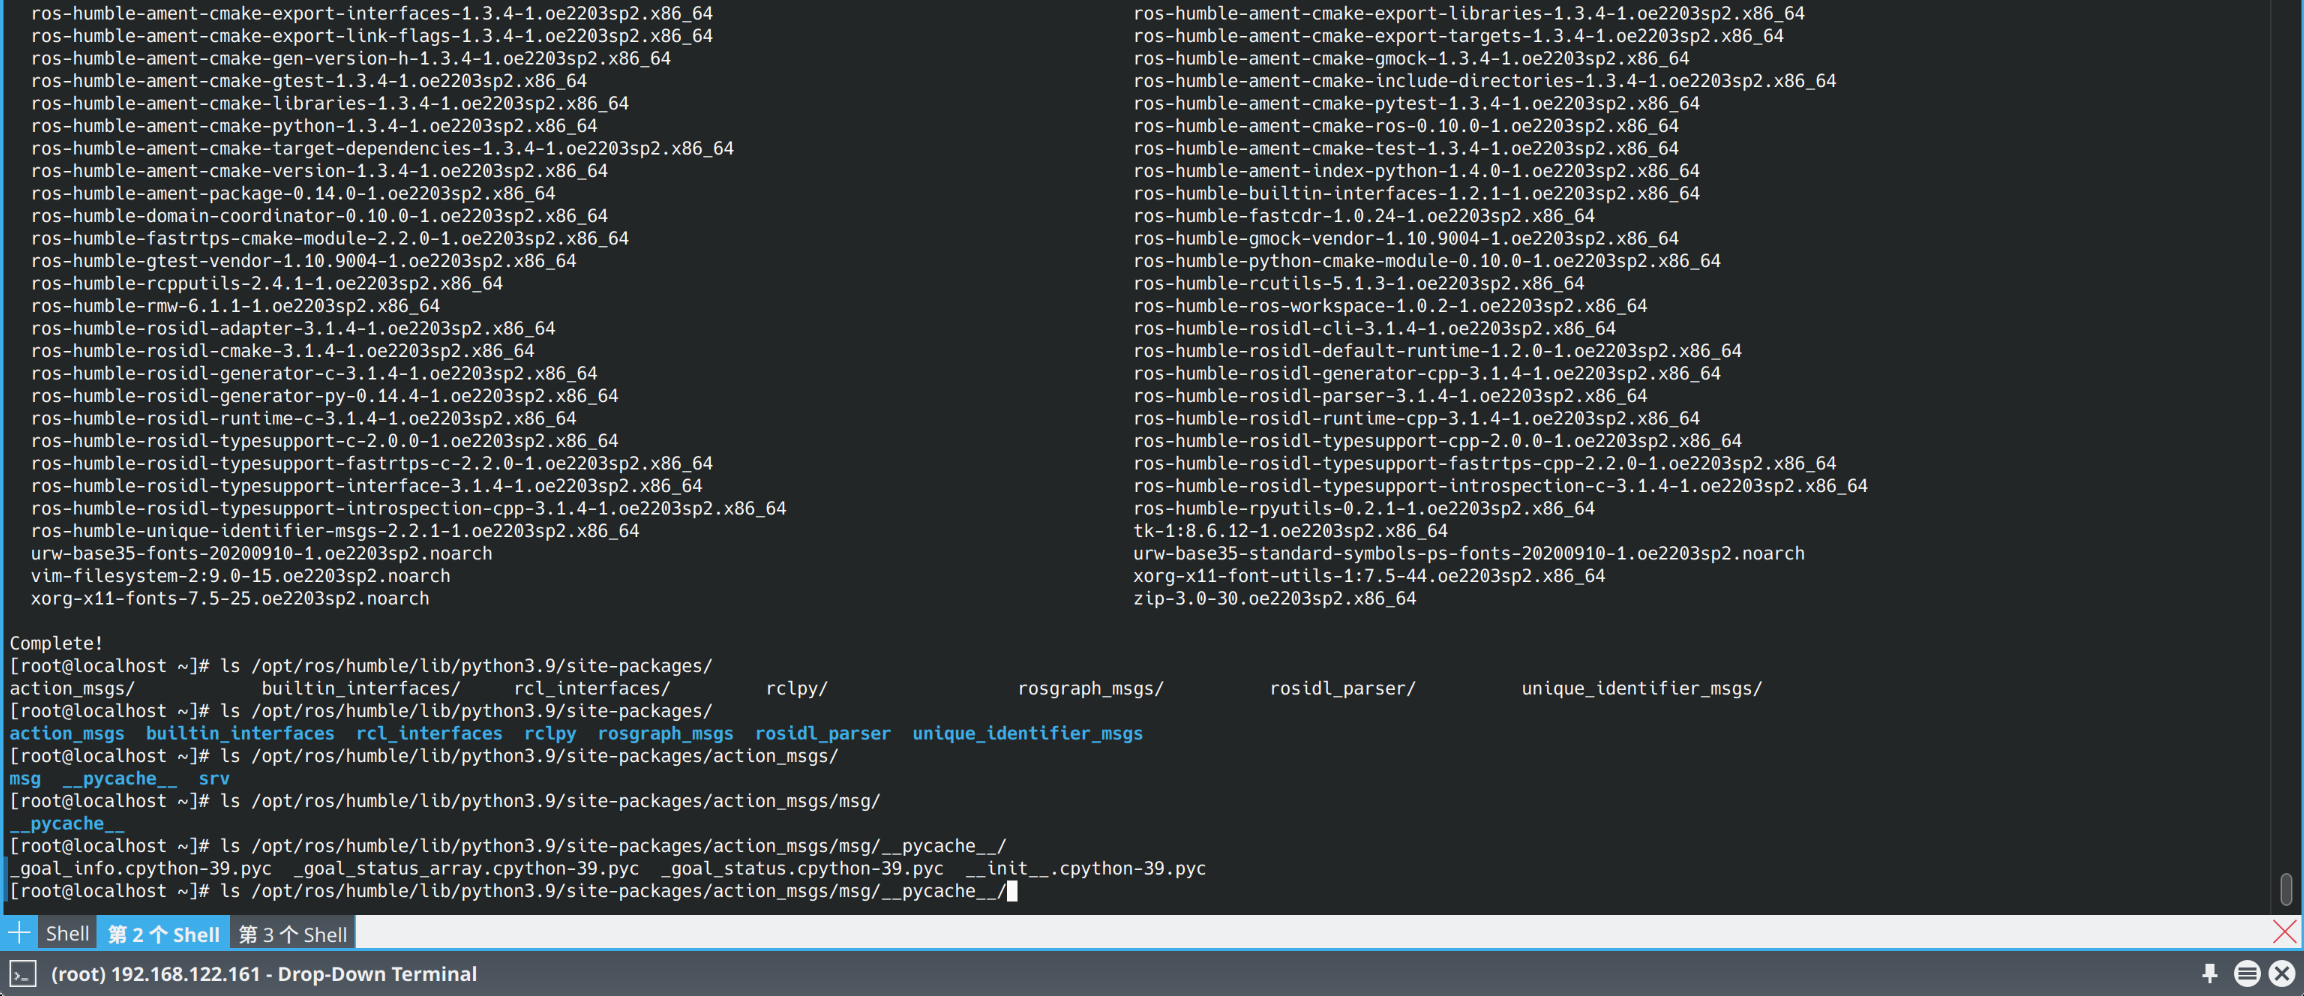 ros-humble-ament-cmake-export-interfaces-1.3.4-1.oe2203sp2.x86_64 ros-humble-ament-cmake-export-libraries-1.3.4-1.oe2203sp2.x86_64
ros-humble-ament-cmake-export-link-flags-1.3.4-1.oe2203sp2.x86_64 ros-humble-ament-cmake-export-targets-1.3.4-1.oe2203sp2.x86_64
ros-humble-ament-cmake-gen-version-h-1.3.4-1.oe2203sp2.x86_64 ros-humble-ament-cmake-gmock-1.3.4-1.oe2203sp2.x86_64
ros-humble-ament-cmake-gtest-1.3.4-1.oe2203sp2.x86_64 ros-humble-ament-cmake-include-directories-1.3.4-1.oe2203sp2.x86_64
ros-humble-ament-cmake-libraries-1.3.4-1.oe2203sp2.x86_64 ros-humble-ament-cmake-pytest-1.3.4-1.oe2203sp2.x86_64
ros-humble-ament-cmake-python-1.3.4-1.oe2203sp2.x86_64 ros-humble-ament-cmake-ros-0.10.0-1.oe2203sp2.x86_64
ros-humble-ament-cmake-target-dependencies-1.3.4-1.oe2203sp2.x86_64 ros-humble-ament-cmake-test-1.3.4-1.oe2203sp2.x86_64
ros-humble-ament-cmake-version-1.3.4-1.oe2203sp2.x86_64 ros-humble-ament-index-python-1.4.0-1.oe2203sp2.x86_64
ros-humble-ament-package-0.14.0-1.oe2203sp2.x86_64 ros-humble-builtin-interfaces-1.2.1-1.oe2203sp2.x86_64
ros-humble-domain-coordinator-0.10.0-1.oe2203sp2.x86_64 ros-humble-fastcdr-1.0.24-1.oe2203sp2.x86_64
ros-humble-fastrtps-cmake-module-2.2.0-1.oe2203sp2.x86_64 ros-humble-gmock-vendor-1.10.9004-1.oe2203sp2.x86_64
ros-humble-gtest-vendor-1.10.9004-1.oe2203sp2.x86_64 ros-humble-python-cmake-module-0.10.0-1.oe2203sp2.x86_64
ros-humble-rcpputils-2.4.1-1.oe2203sp2.x86_64 ros-humble-rcutils-5.1.3-1.oe2203sp2.x86_64
ros-humble-rmw-6.1.1-1.oe2203sp2.x86_64 ros-humble-ros-workspace-1.0.2-1.oe2203sp2.x86_64
ros-humble-rosidl-adapter-3.1.4-1.oe2203sp2.x86_64 ros-humble-rosidl-cli-3.1.4-1.oe2203sp2.x86_64
ros-humble-rosidl-cmake-3.1.4-1.oe2203sp2.x86_64 ros-humble-rosidl-default-runtime-1.2.0-1.oe2203sp2.x86_64
ros-humble-rosidl-generator-c-3.1.4-1.oe2203sp2.x86_64 ros-humble-rosidl-generator-cpp-3.1.4-1.oe2203sp2.x86_64
ros-humble-rosidl-generator-py-0.14.4-1.oe2203sp2.x86_64 ros-humble-rosidl-parser-3.1.4-1.oe2203sp2.x86_64
ros-humble-rosidl-runtime-c-3.1.4-1.oe2203sp2.x86_64 ros-humble-rosidl-runtime-cpp-3.1.4-1.oe2203sp2.x86_64
ros-humble-rosidl-typesupport-c-2.0.0-1.oe2203sp2.x86_64 ros-humble-rosidl-typesupport-cpp-2.0.0-1.oe2203sp2.x86_64
ros-humble-rosidl-typesupport-fastrtps-c-2.2.0-1.oe2203sp2.x86_64 ros-humble-rosidl-typesupport-fastrtps-cpp-2.2.0-1.oe2203sp2.x86_64
ros-humble-rosidl-typesupport-interface-3.1.4-1.oe2203sp2.x86_64 ros-humble-rosidl-typesupport-introspection-c-3.1.4-1.oe2203sp2.x86_64
ros-humble-rosidl-typesupport-introspection-cpp-3.1.4-1.oe2203sp2.x86_64 ros-humble-rpyutils-0.2.1-1.oe2203sp2.x86_64
ros-humble-unique-identifier-msgs-2.2.1-1.oe2203sp2.x86_64 tk-1:8.6.12-1.oe2203sp2.x86_64
urw-base35-fonts-20200910-1.oe2203sp2.noarch urw-base35-standard-symbols-ps-fonts-20200910-1.oe2203sp2.noarch
vim-filesystem-2:9.0-15.oe2203sp2.noarch xorg-x11-font-utils-1:7.5-44.oe2203sp2.x86_64
xorg-x11-fonts-7.5-25.oe2203sp2.noarch zip-3.0-30.oe2203sp2.x86_64
Complete!
[root@localhost ~]# ls /opt/ros/humble/lib/python3.9/site-packages/
action_msgs/ builtin_interfaces/ rcl_interfaces/ rclpy/ rosgraph_msgs/ rosidl_parser/ unique_identifier_msgs/
[root@localhost ~]# ls /opt/ros/humble/lib/python3.9/site-packages/
action_msgs builtin_interfaces rcl_interfaces rclpy rosgraph_msgs rosidl_parser unique_identifier_msgs
[root@localhost ~]# ls /opt/ros/humble/lib/python3.9/site-packages/action_msgs/
msg __pycache__ srv
[root@localhost ~]# ls /opt/ros/humble/lib/python3.9/site-packages/action_msgs/msg/
__pycache__
[root@localhost ~]# ls /opt/ros/humble/lib/python3.9/site-packages/action_msgs/msg/__pycache__/
_goal_info.cpython-39.pyc _goal_status_array.cpython-39.pyc _goal_status.cpython-39.pyc __init__.cpython-39.pyc
[root@localhost ~]# ls /opt/ros/humble/lib/python3.9/site-packages/action_msgs/msg/__pycache__/
Shell 第 2 个 Shell 第 3 个 Shell
(root) 192.168.122.161 - Drop-Down Terminal